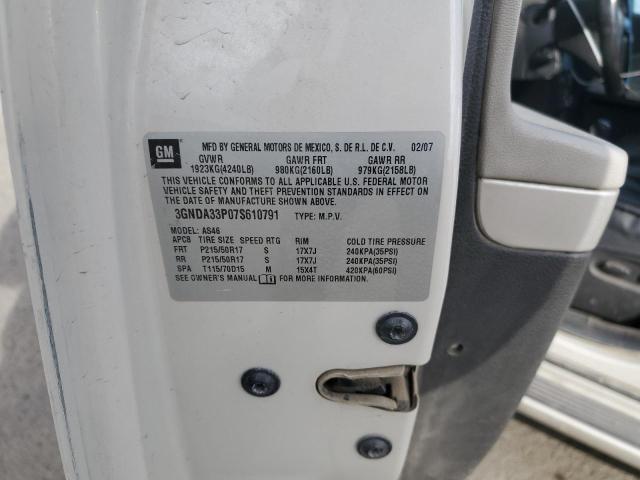 GM
MFD BY GENERAL MOTORS DE MEXICO, S. DE R.L. DE C.V. 02/07
GVWR GAWR FRT GAWR RR
1923KG(4240LB) 980KG(2160LB) 979KG(2158LB)
THIS VEHICLE CONFORMS TO ALL APPLICABLE U.S. FEDERAL MOTOR
VEHICLE SAFETY AND THEFT PREVENTION STANDARDS IN EFFECT ON
THE DATE OF MANUFACTURE SHOWN ABOVE.
3GNDA33P07S610791 TYPE: M.P.V.
MODEL: AS46
APCB TIRE SIZE SPEED RTG RIM COLD TIRE PRESSURE
FRT P215/50R17 S 17X7J 240KPA(35PSI)
RR P215/50R17 S 17X7J 240KPA(35PSI)
SPA T115/70D15 M 15X4T 420KPA(60PSI)
SEE OWNER'S MANUAL FOR MORE INFORMATION.